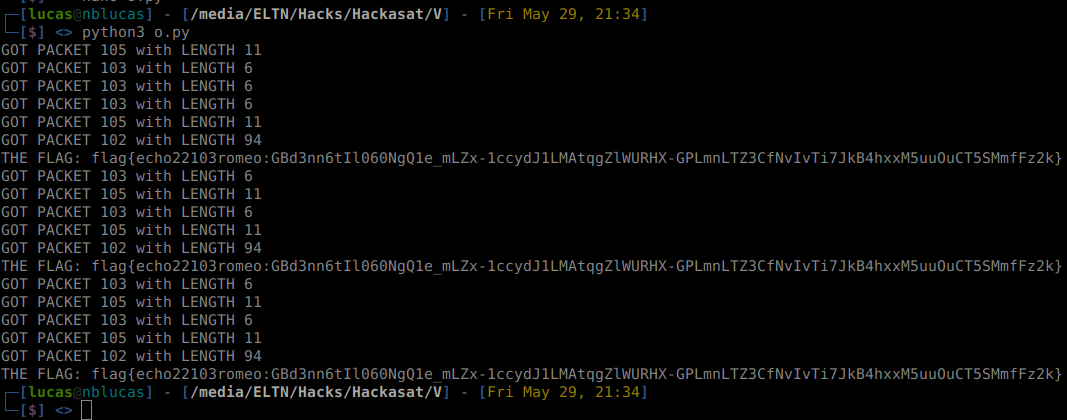 [lucas@nblucas] - [/media/ELTN/Hacks/Hackasat/V] - [Fri May 29, 21:34]
[$] <> python3 o.py
GOT PACKET 105 with LENGTH 11
GOT PACKET 103 with LENGTH 6
GOT PACKET 103 with LENGTH 6
GOT PACKET 103 with LENGTH 6
GOT PACKET 105 with LENGTH 11
GOT PACKET 102 with LENGTH 94
THE FLAG: flag{echo22103romeo:GBd3nn6tIl060NgQ1e_mLZx-1ccydJ1LMAtqgZlWURHX-GPLmnLTZ3CfNvIvTi7JkB4hxxM5uuOuCT5SMmfFz2k}
GOT PACKET 103 with LENGTH 6
GOT PACKET 105 with LENGTH 11
GOT PACKET 103 with LENGTH 6
GOT PACKET 105 with LENGTH 11
GOT PACKET 102 with LENGTH 94
THE FLAG: flag{echo22103romeo:GBd3nn6tIl060NgQ1e_mLZx-1ccydJ1LMAtqgZlWURHX-GPLmnLTZ3CfNvIvTi7JkB4hxxM5uuOuCT5SMmfFz2k}
GOT PACKET 103 with LENGTH 6
GOT PACKET 105 with LENGTH 11
GOT PACKET 103 with LENGTH 6
GOT PACKET 105 with LENGTH 11
GOT PACKET 102 with LENGTH 94
THE FLAG: flag{echo22103romeo:GBd3nn6tIl060NgQ1e_mLZx-1ccydJ1LMAtqgZlWURHX-GPLmnLTZ3CfNvIvTi7JkB4hxxM5uuOuCT5SMmfFz2k}
[lucas@nblucas] - [/media/ELTN/Hacks/Hackasat/V] - [Fri May 29, 21:34]
[$] <>